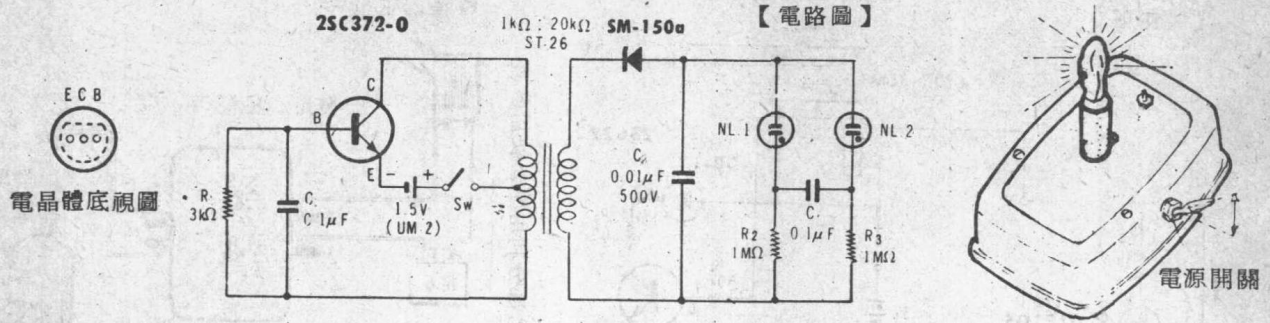 【電路圖】
2SC372-O
1kΩ : 20kΩ
ST-26
SM-150a
E C B
電晶體底視圖
C
B
E
R
3kΩ
C
0.1μF
- +
1.5V
(UM.2)
Sw
C
0.01μF
500V
NL.1
NL.2
C
0.1μF
R2
1MΩ
R3
1MΩ
電源開關